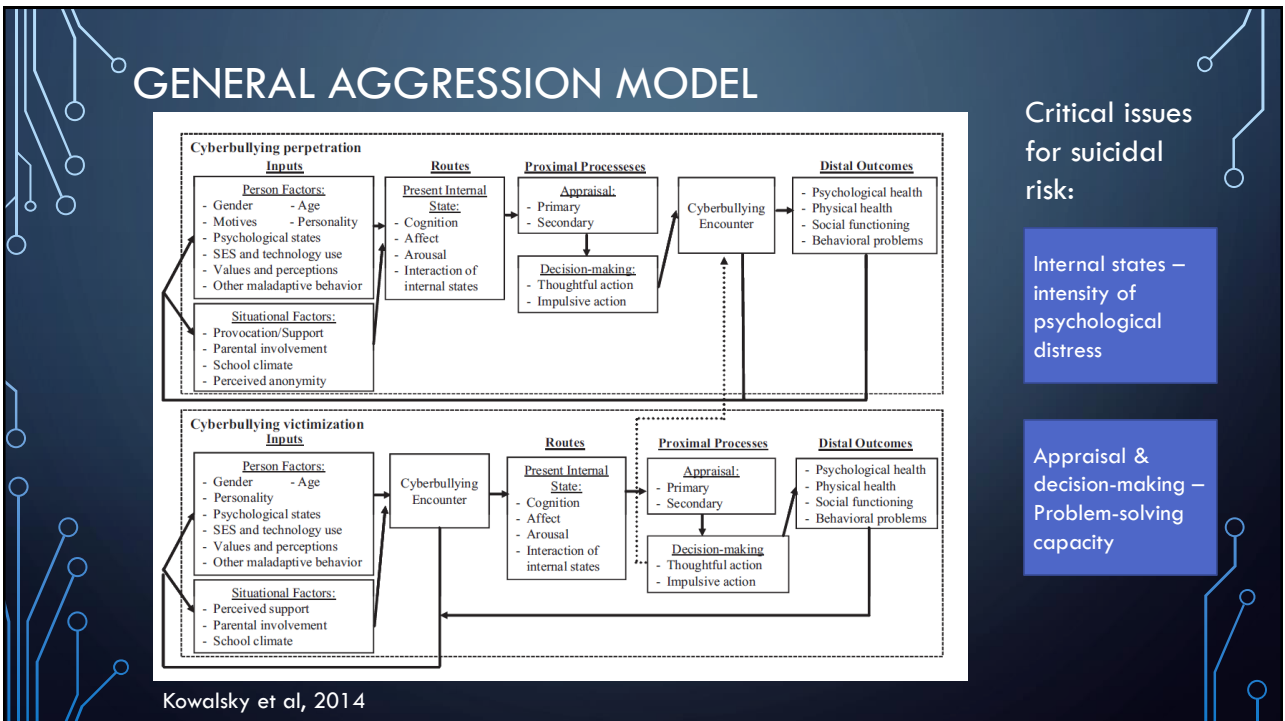 GENERAL AGGRESSION MODEL
Cyberbullying perpetration
Inputs
Person Factors:
- Gender - Age
- Motives - Personality
- Psychological states
- SES and technology use
- Values and perceptions
- Other maladaptive behavior
Situational Factors:
- Provocation/Support
- Parental involvement
- School climate
- Perceived anonymity
Routes
Present Internal
State:
- Cognition
- Affect
- Arousal
- Interaction of
internal states
Proximal Processeses
Appraisal:
- Primary
- Secondary
Decision-making:
- Thoughtful action
- Impulsive action
Cyberbullying
Encounter
Distal Outcomes
- Psychological health
- Physical health
- Social functioning
- Behavioral problems
Cyberbullying victimization
Inputs
Person Factors:
- Gender - Age
- Personality
- Psychological states
- SES and technology use
- Values and perceptions
- Other maladaptive behavior
Situational Factors:
- Perceived support
- Parental involvement
- School climate
Cyberbullying
Encounter
Routes
Present Internal
State:
- Cognition
- Affect
- Arousal
- Interaction of
internal states
Proximal Processes
Appraisal:
- Primary
- Secondary
Decision-making
- Thoughtful action
- Impulsive action
Distal Outcomes
- Psychological health
- Physical health
- Social functioning
- Behavioral problems
Kowalsky et al, 2014
Critical issues
for suicidal
risk:
Internal states –
intensity of
psychological
distress
Appraisal &
decision-making –
Problem-solving
capacity